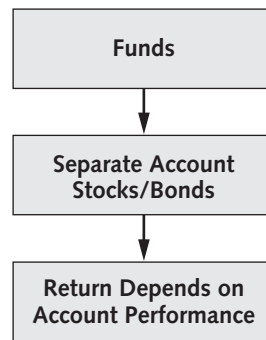 Funds
Separate Account
Stocks/Bonds
Return Depends on
Account Performance